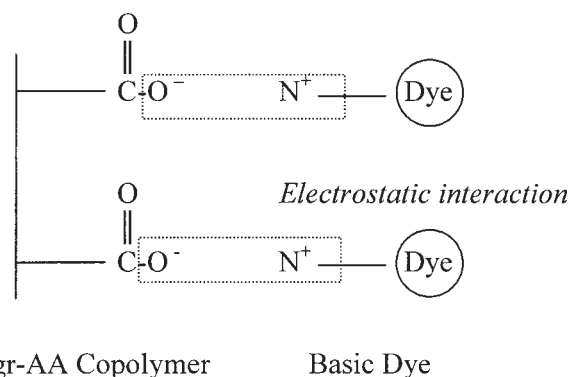 O
C-O⁻ N⁺ Dye
O Electrostatic interaction
C-O⁻ N⁺ Dye
gr-AA Copolymer Basic Dye